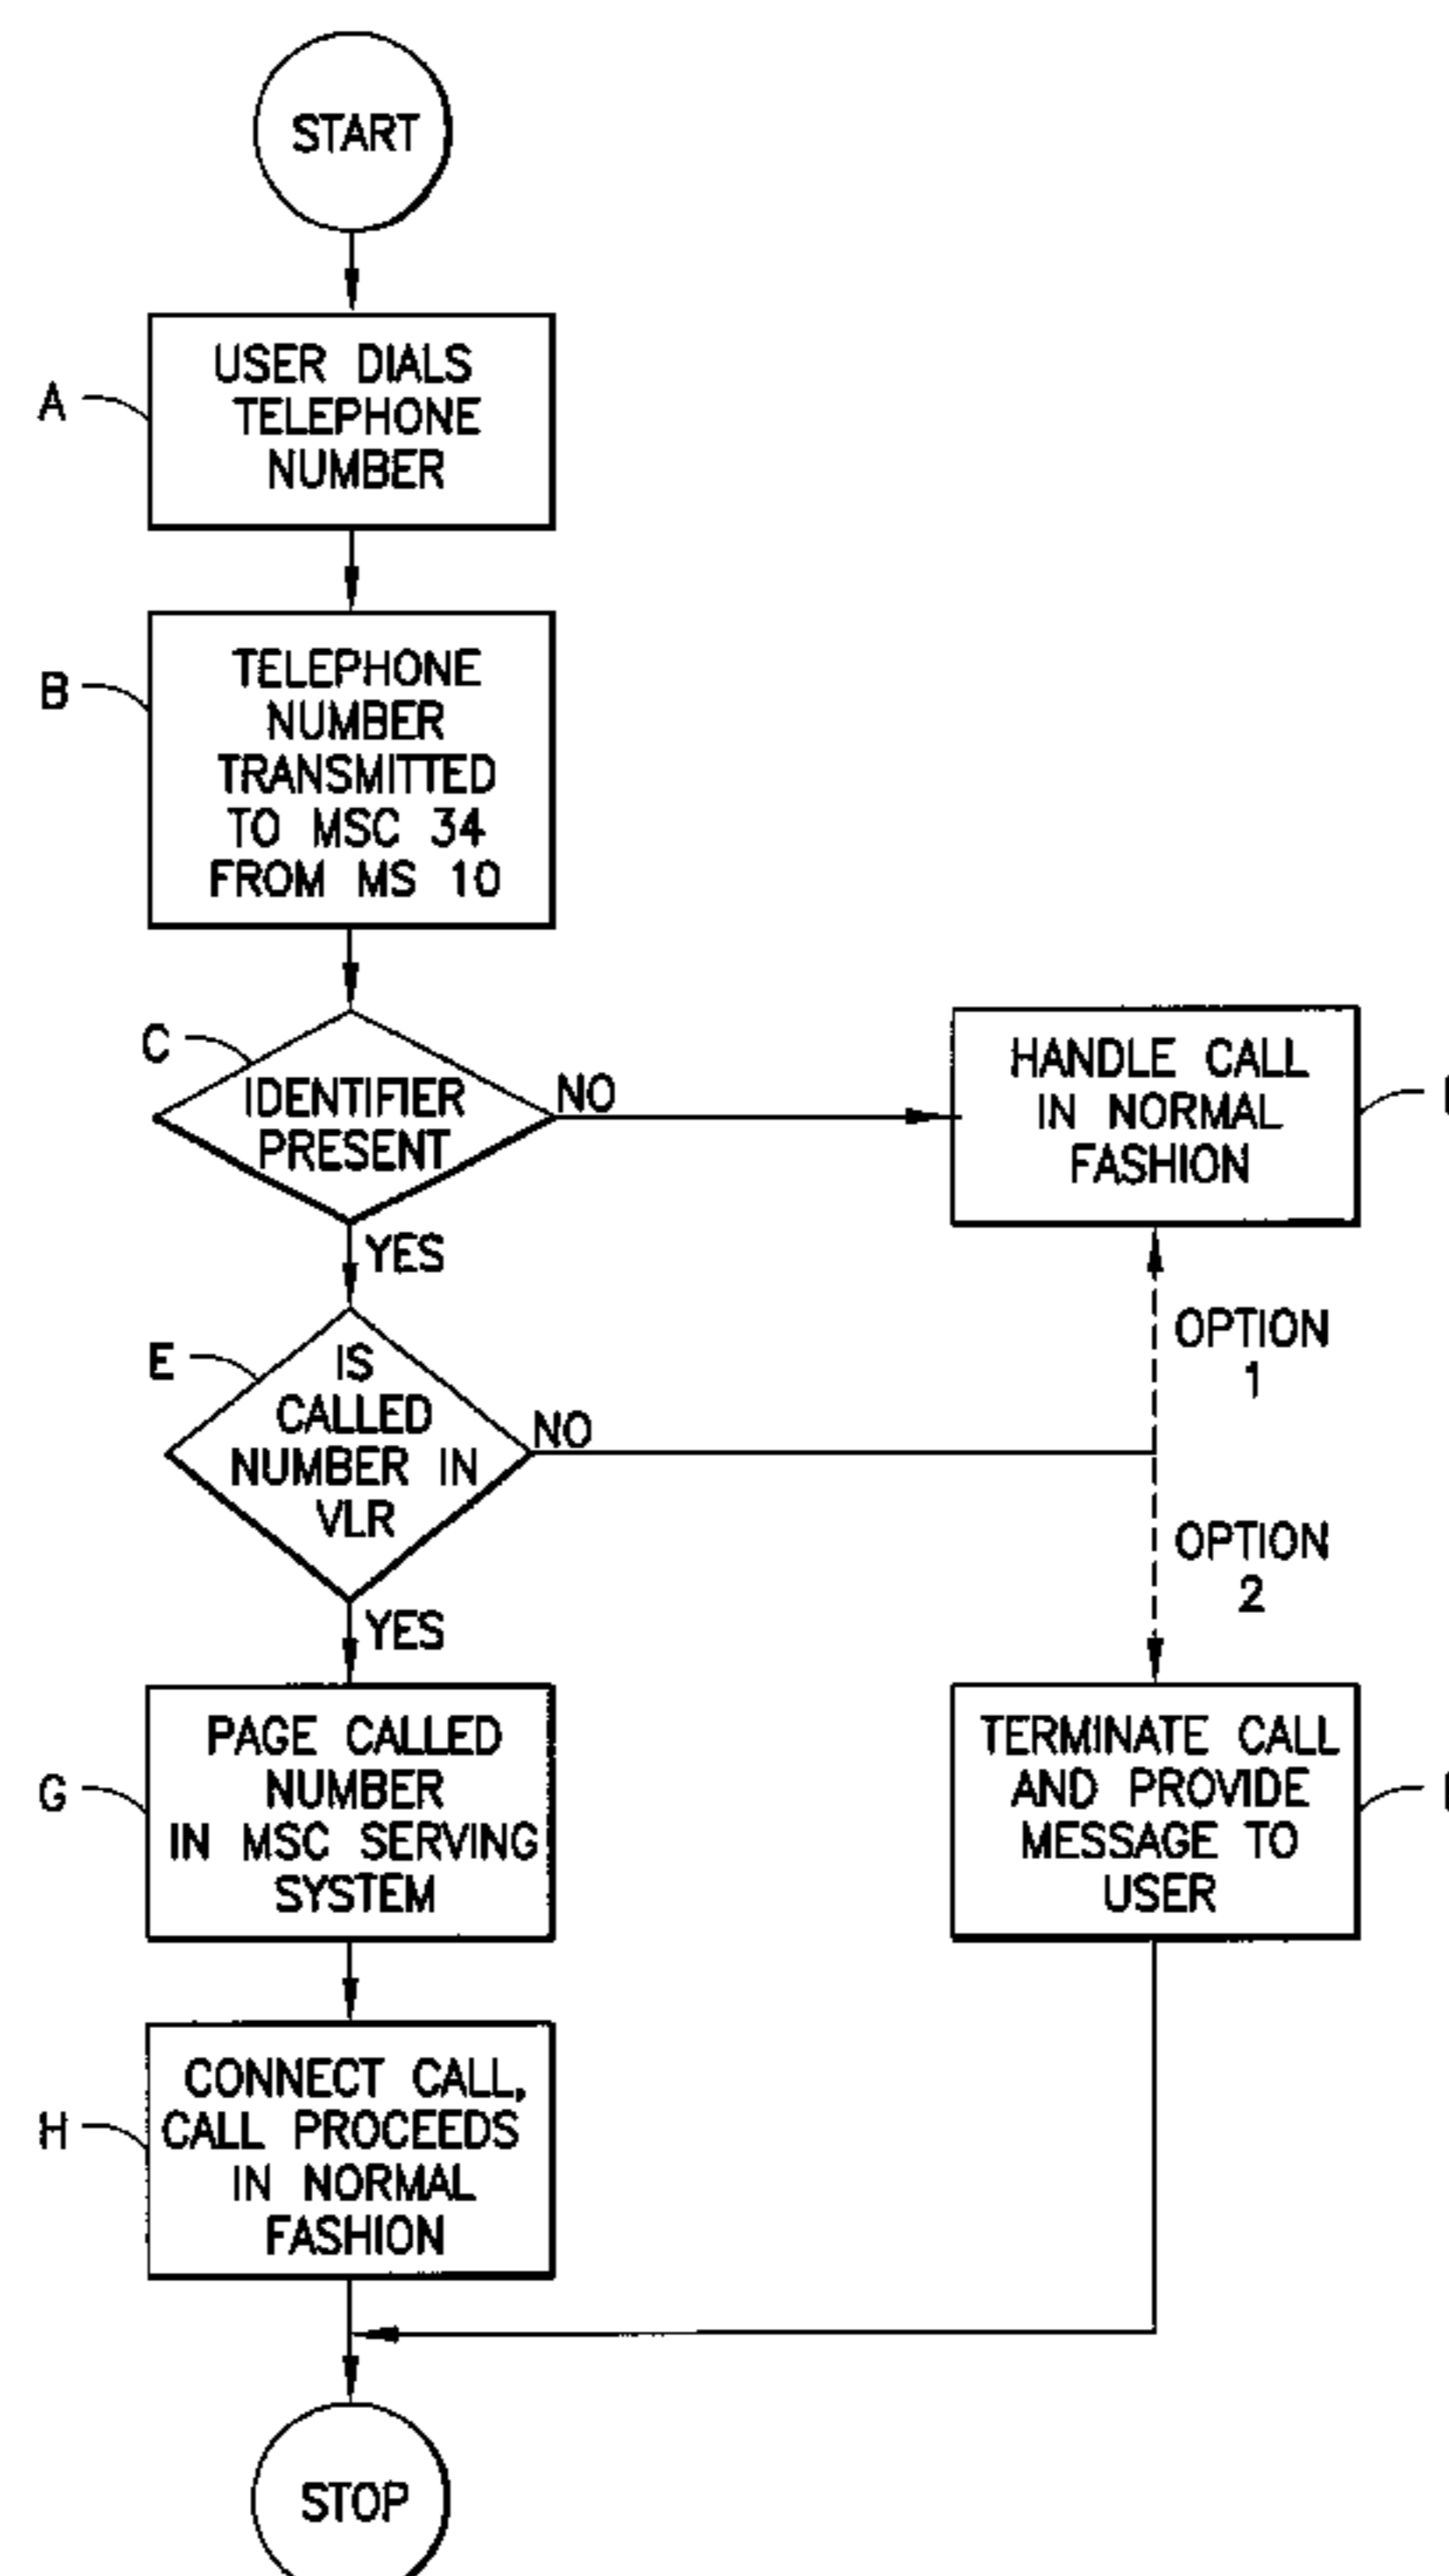 START
A
USER DIALS
TELEPHONE
NUMBER
B
TELEPHONE
NUMBER
TRANSMITTED
TO MSC 34
FROM MS 10
C
IDENTIFIER
PRESENT
NO
HANDLE CALL
IN NORMAL
FASHION
YES
E
IS
CALLED
NUMBER IN
VLR
NO
OPTION
1
OPTION
2
YES
G
PAGE CALLED
NUMBER
IN MSC SERVING
SYSTEM
TERMINATE CALL
AND PROVIDE
MESSAGE TO
USER
H
CONNECT CALL,
CALL PROCEEDS
IN NORMAL
FASHION
STOP